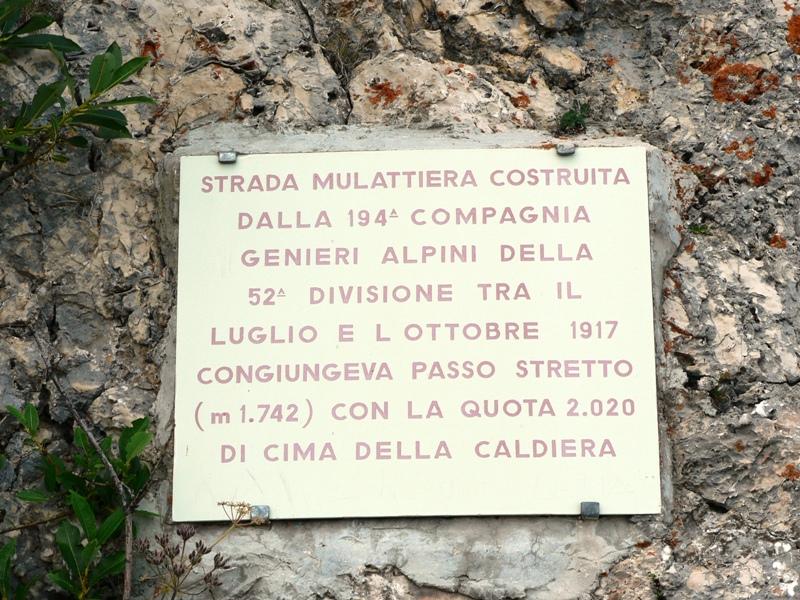 STRADA MULATTIERA COSTRUITA
DALLA 194ᴬ COMPAGNIA
GENIERI ALPINI DELLA
52ᴬ DIVISIONE TRA IL
LUGLIO E L OTTOBRE 1917
CONGIUNGEVA PASSO STRETTO
(m 1.742) CON LA QUOTA 2.020
DI CIMA DELLA CALDIERA